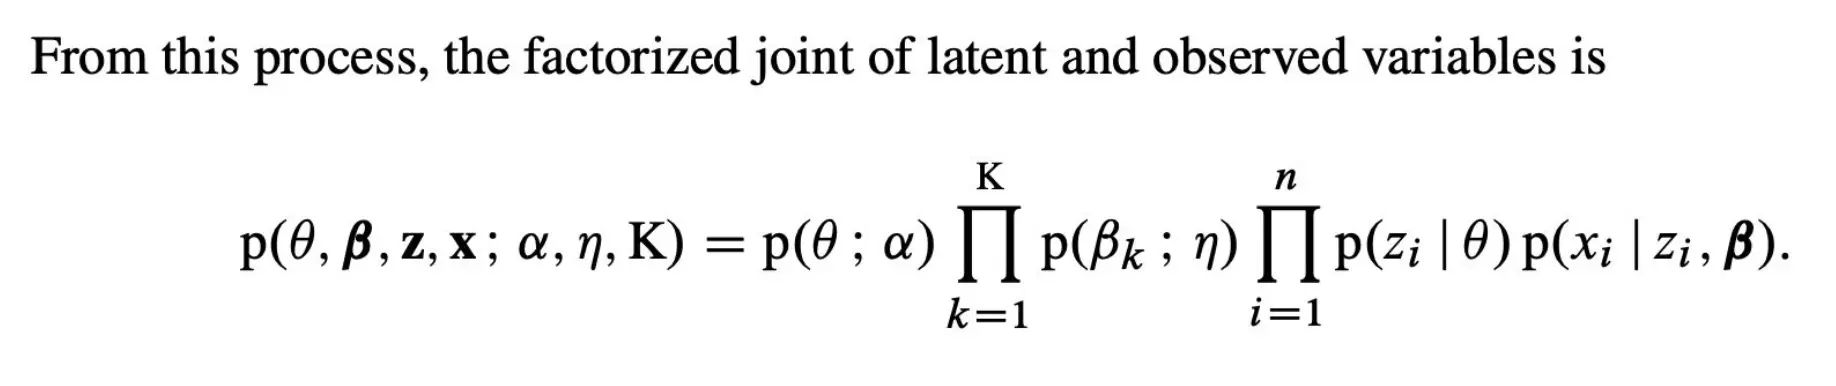 From this process, the factorized joint of latent and observed variables is
p(θ, β, z, x ; α, η, K) = p(θ ; α) ∏_{k=1}^{K} p(β_k ; η) ∏_{i=1}^{n} p(z_i | θ) p(x_i | z_i, β).